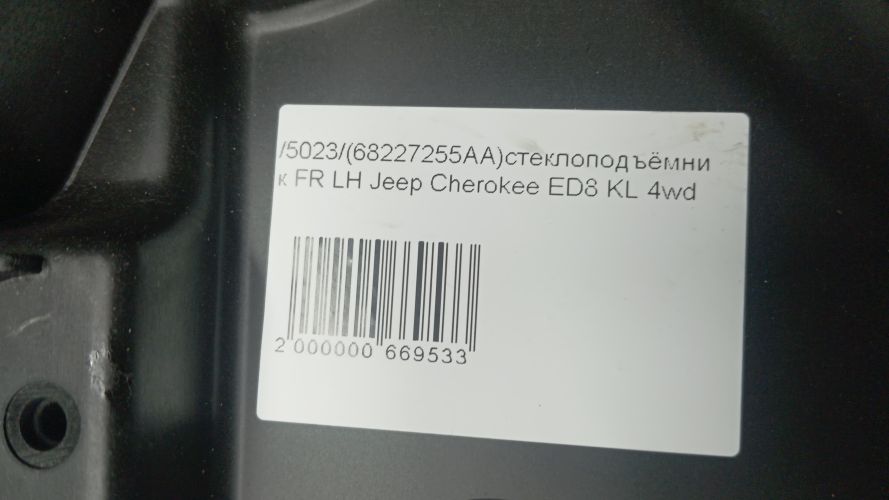 /5023/(68227255AA)стеклоподъёмни
к FR LH Jeep Cherokee ED8 KL 4wd
2 000000 669533